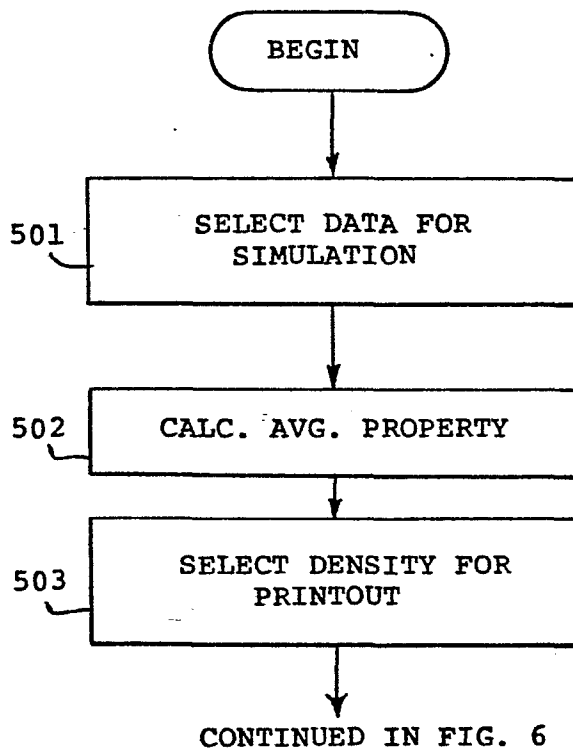 BEGIN
501
SELECT DATA FOR
SIMULATION
502
CALC. AVG. PROPERTY
503
SELECT DENSITY FOR
PRINTOUT
CONTINUED IN FIG. 6